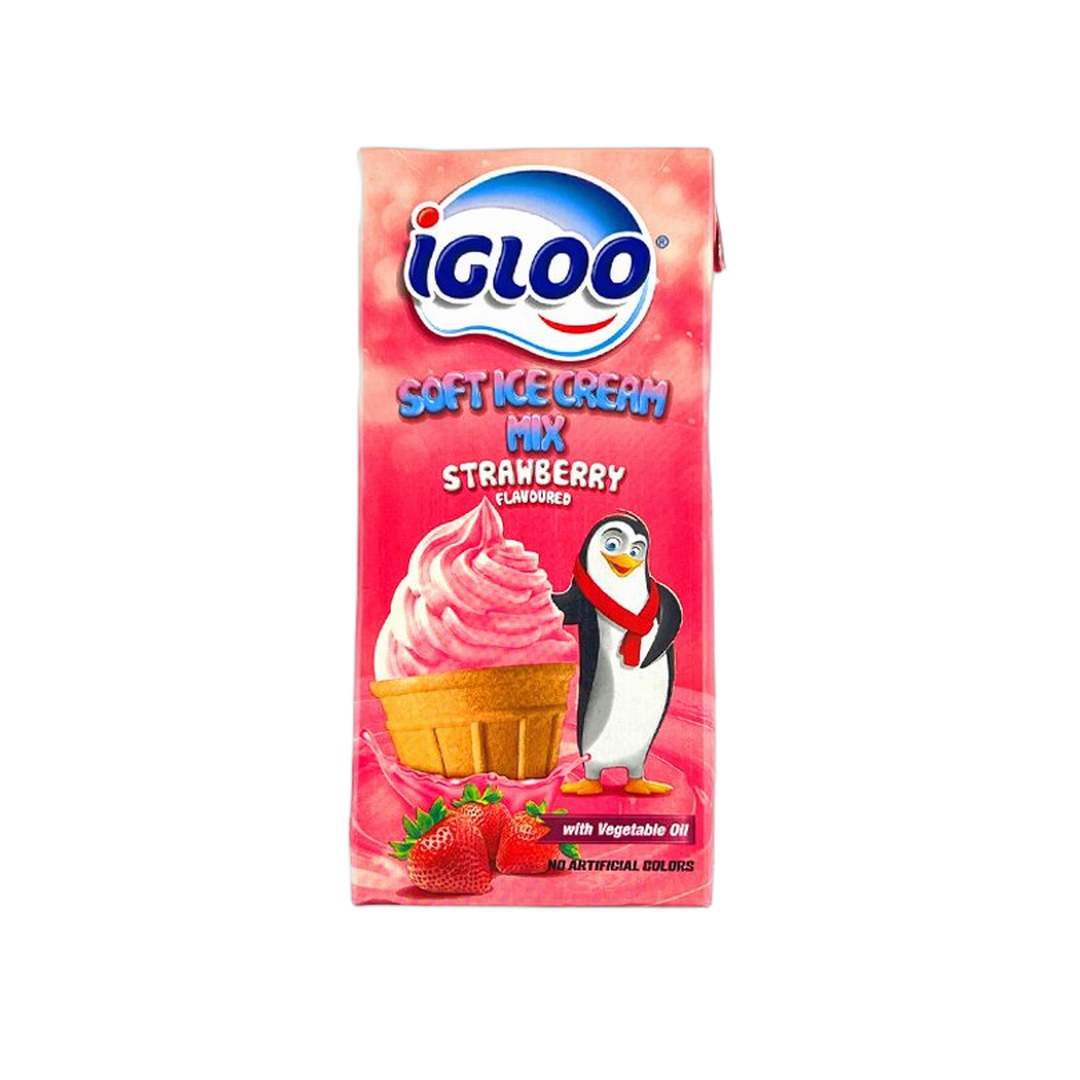 iGLOO®
SOFT ICE CREAM
MIX
STRAWBERRY
FLAVOURED
with Vegetable Oil
NO ARTIFICIAL COLORS